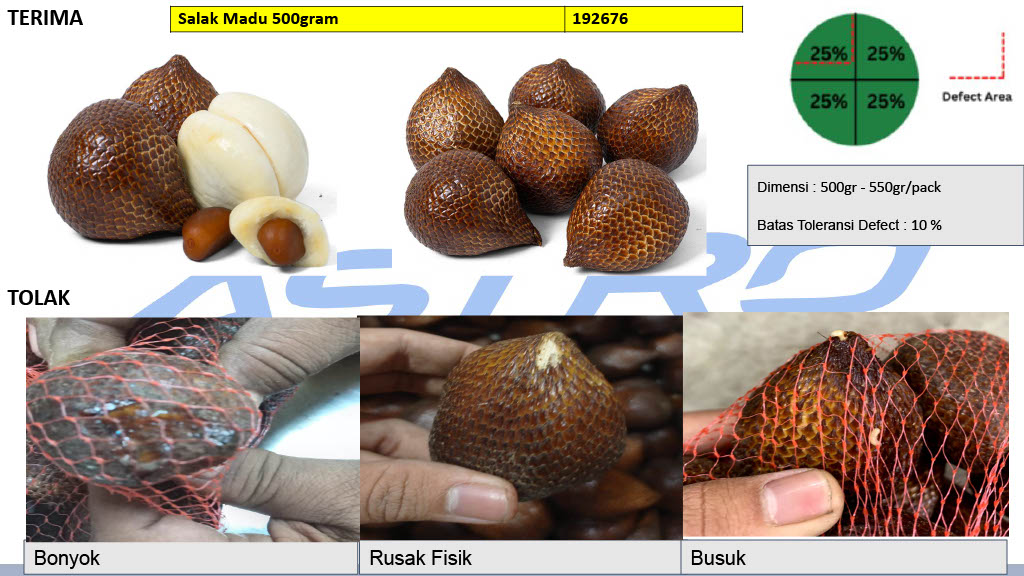 TERIMA
Salak Madu 500gram 192676
25% 25%
25% 25%
Defect Area
Dimensi : 500gr - 550gr/pack
Batas Toleransi Defect : 10 %
ASTRO
TOLAK
Bonyok Rusak Fisik Busuk